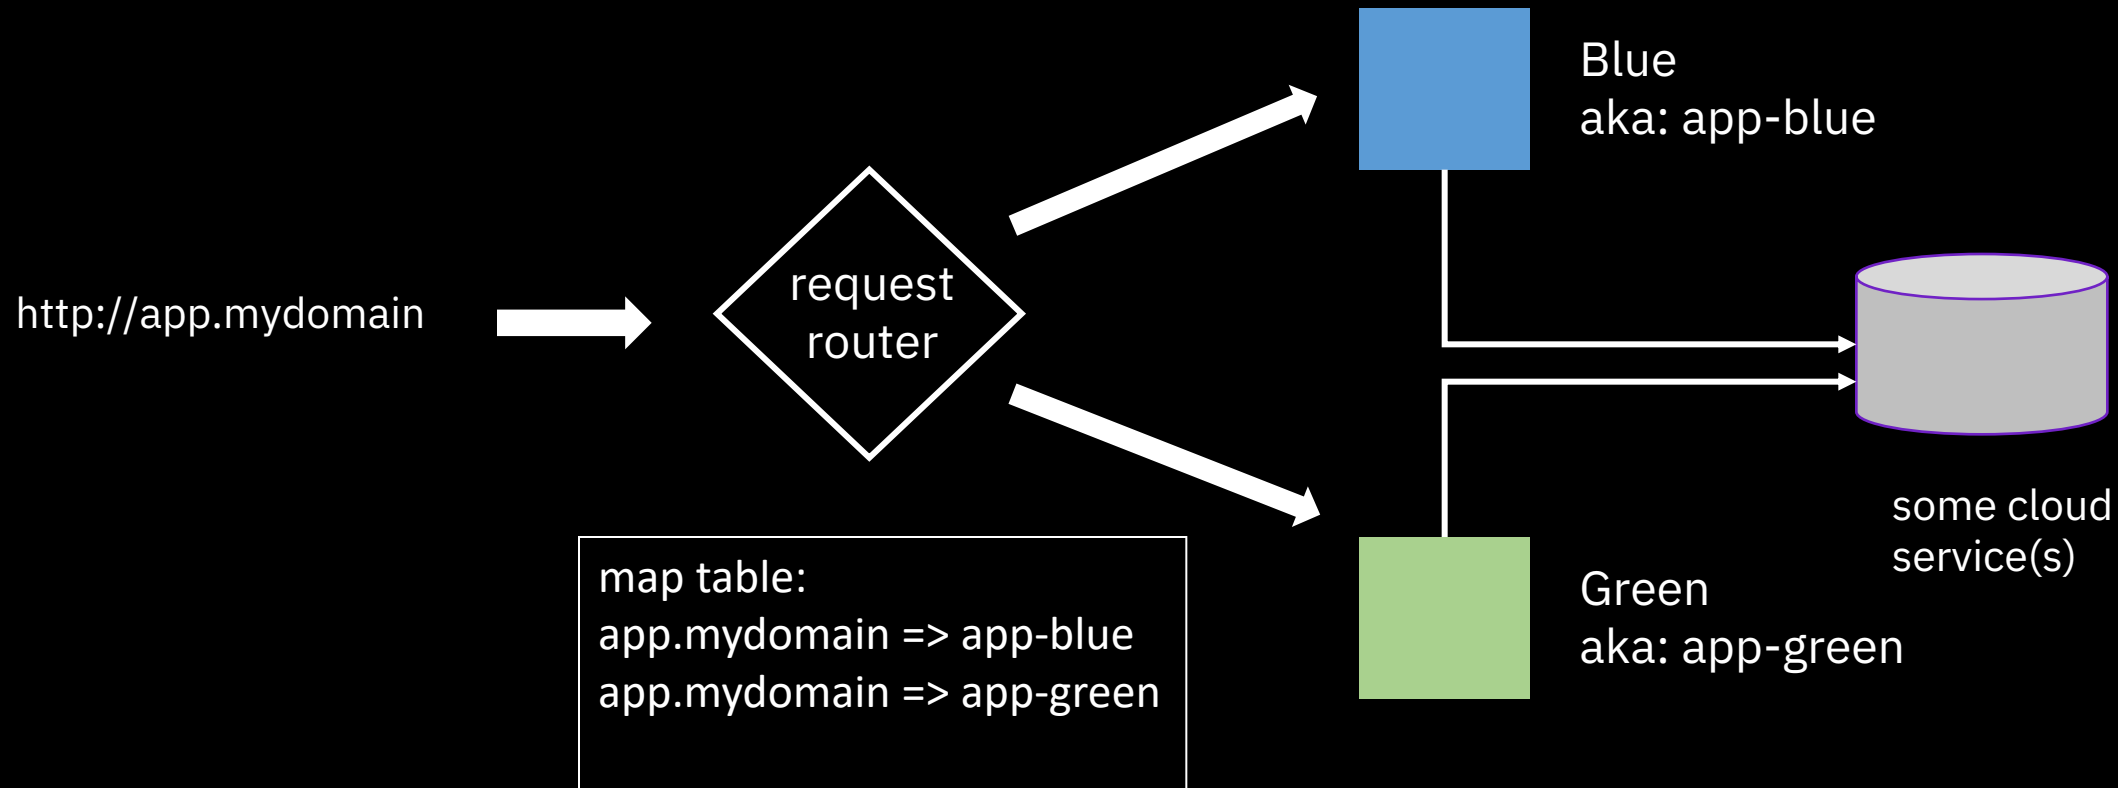 http://app.mydomain
request
router
map table:
app.mydomain => app-blue
app.mydomain => app-green
Blue
aka: app-blue
Green
aka: app-green
some cloud
service(s)